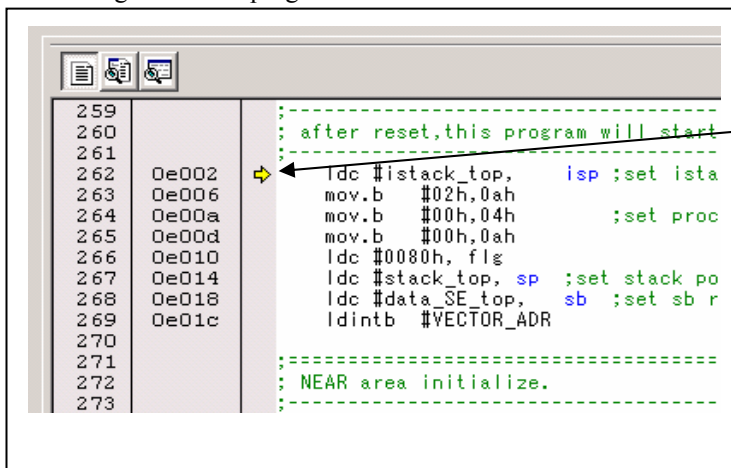 259 ;------------------------------------
260 ; after reset,this program will start
261 ;------------------------------------
262 0e002 ldc #istack_top, isp ;set ista
263 0e006 mov.b #02h,0ah
264 0e00a mov.b #00h,04h ;set proc
265 0e00d mov.b #00h,0ah
266 0e010 ldc #0080h, flg
267 0e014 ldc #stack_top, sp ;set stack po
268 0e018 ldc #data_SE_top, sb ;set sb r
269 0e01c ldintb #VECTOR_ADR
270
271 ;====================================
272 ; NEAR area initialize.
273 ;------------------------------------